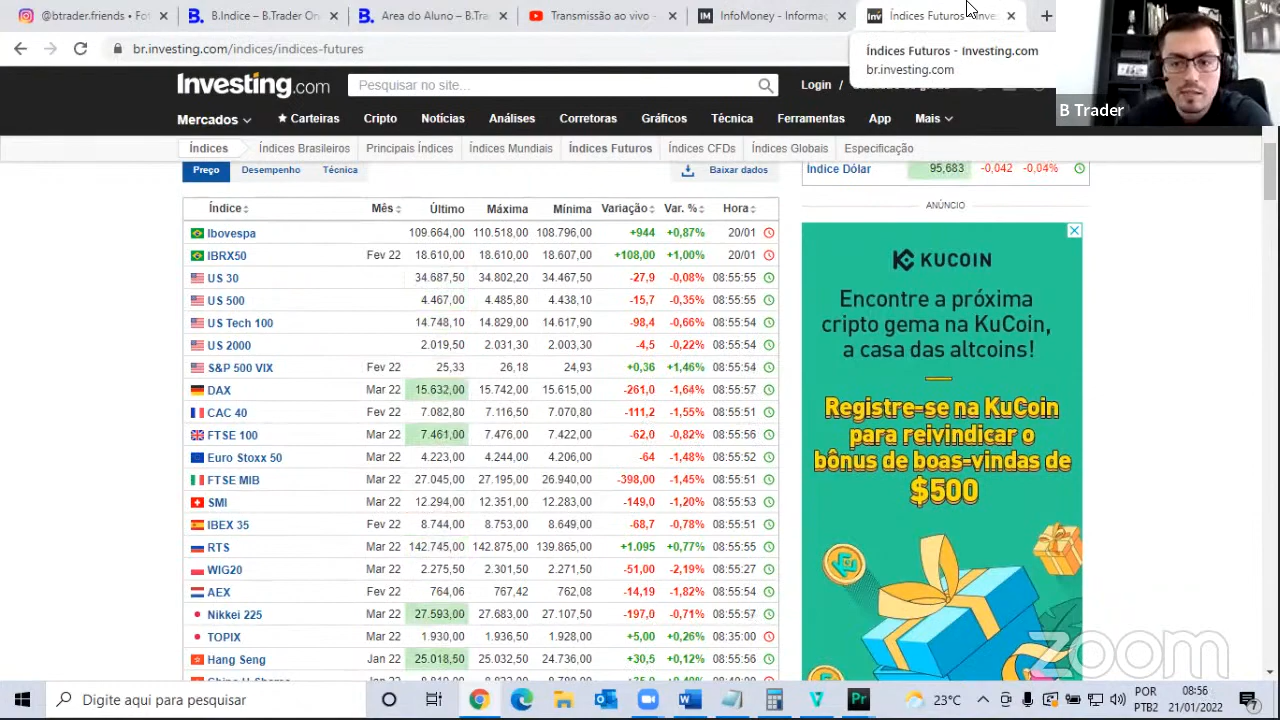 @btrader.friends • Fot
B.Indice – B.Trader On
Area do Aluno – B.Tra
Transmissão ao vivo -
InfoMoney - Informaç
Índices Futuros - Inves
br.investing.com/indices/indices-futures
Índices Futuros - Investing.com
br.investing.com
B Trader
Investing.com
Pesquisar no site...
Login /
Mercados
Carteiras
Cripto
Notícias
Análises
Corretoras
Gráficos
Técnica
Ferramentas
App
Mais
Índices
Índices Brasileiros
Principais Índices
Índices Mundiais
Índices Futuros
Índices CFDs
Índices Globais
Especificação
Preço
Desempenho
Técnica
Baixar dados
Índice Dólar 95,683 -0,042 -0,04%
Índice Mês Último Máxima Mínima Variação Var. % Hora
Ibovespa 109.664,00 110.518,00 108.796,00 +944 +0,87% 20/01
IBRX50 Fev 22 18.610,00 18.610,00 18.607,00 +108,00 +1,00% 20/01
US 30 34.687,50 34.802,20 34.467,50 -27,9 -0,08% 08:55:55
US 500 4.467,00 4.485,80 4.438,10 -15,7 -0,35% 08:55:55
US Tech 100 14.748,10 14.829,00 14.617,90 -98,4 -0,66% 08:55:54
US 2000 2.019,50 2.031,30 2.003,30 -4,5 -0,22% 08:55:54
S&P 500 VIX Fev 22 25,33 26,18 24,93 +0,36 +1,46% 08:55:54
DAX Mar 22 15.632,00 15.742,00 15.615,00 -261,0 -1,64% 08:55:57
CAC 40 Fev 22 7.082,80 7.116,50 7.070,80 -111,2 -1,55% 08:55:51
FTSE 100 Mar 22 7.461,00 7.476,00 7.422,00 -62,0 -0,82% 08:55:56
Euro Stoxx 50 Mar 22 4.223,00 4.244,00 4.206,00 -64 -1,48% 08:55:52
FTSE MIB Mar 22 27.045,00 27.195,00 26.940,00 -398,00 -1,45% 08:55:51
SMI Mar 22 12.294,00 12.351,00 12.283,00 -149,0 -1,20% 08:55:53
IBEX 35 Fev 22 8.744,00 8.753,00 8.649,00 -68,7 -0,78% 08:55:51
RTS Mar 22 142.745,00 142.875,00 139.865,00 +1.095 +0,77% 08:55:55
WIG20 Mar 22 2.275,50 2.301,50 2.271,50 -51,00 -2,19% 08:55:27
AEX Fev 22 764,06 767,42 762,08 -14,19 -1,82% 08:55:54
Nikkei 225 Mar 22 27.593,00 27.683,00 27.107,50 -197,0 -0,71% 08:55:57
TOPIX Mar 22 1.930,00 1.936,50 1.928,00 +5,00 +0,26% 08:35:00
Hang Seng Jan 22 25.018,50 25.032,50 24.736,00 +30,5 +0,12% 08:55:56
ANÚNCIO
KUCOIN
Encontre a próxima
cripto gema na KuCoin,
a casa das altcoins!
Registre-se na KuCoin
para reivindicar o
bônus de boas-vindas de
$500
zoom
Digite aqui para pesquisar
23°C
POR
PTB2
08:56
21/01/2022
7